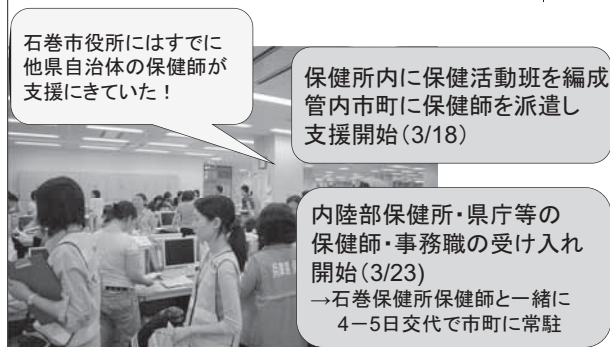 石巻市役所にはすでに
他県自治体の保健師が
支援にきていた！
保健所内に保健活動班を編成
管内市町に保健師を派遣し
支援開始（3/18）
内陸部保健所・県庁等の
保健師・事務職の受け入れ
開始（3/23)
→石巻保健所保健師と一緒に
4－5日交代で市町に常駐